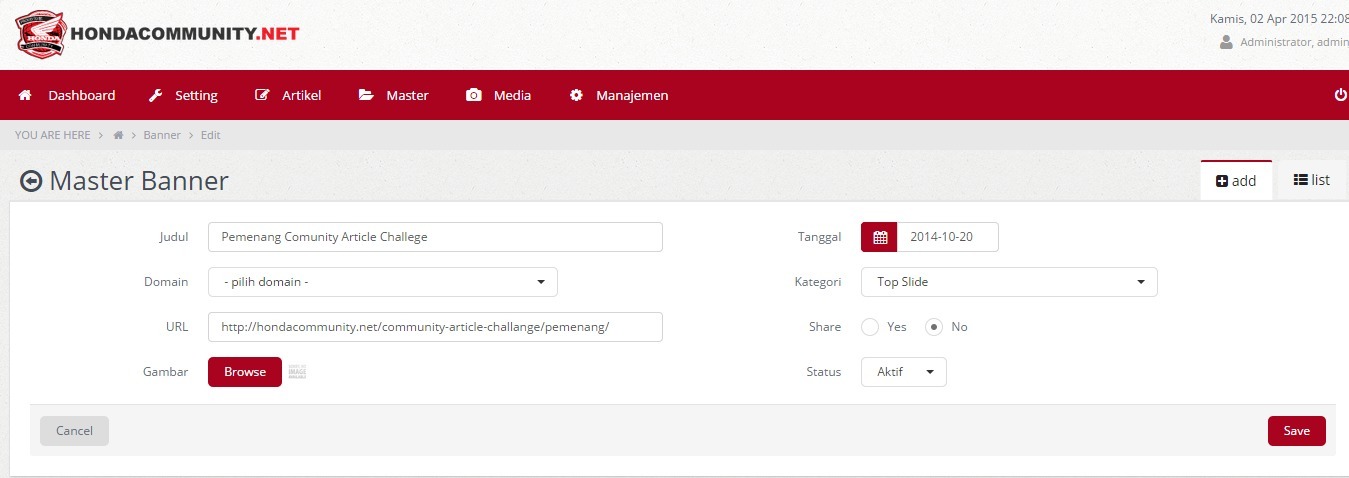 HONDACOMMUNITY.NET
Kamis, 02 Apr 2015 22:08
Administrator, admin
Dashboard Setting Artikel Master Media Manajemen
YOU ARE HERE > > Banner > Edit
Master Banner
add list
Judul Pemenang Comunity Article Challege Tanggal 2014-10-20
Domain - pilih domain - Kategori Top Slide
URL http://hondacommunity.net/community-article-challange/pemenang/ Share Yes No
Gambar Browse Status Aktif
Cancel Save